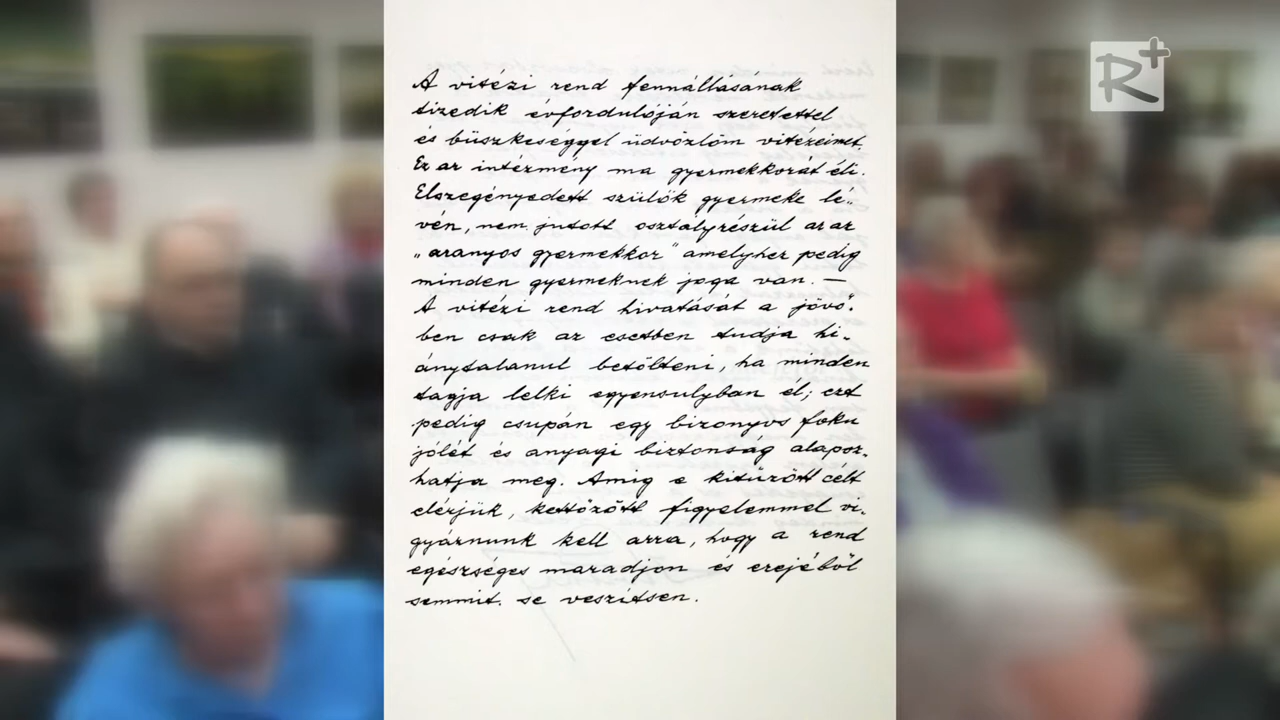 R+
A vitézi rend fennállásának
tizedik évfordulóján szeretettel
és büszkeséggel üdvözlöm vitézeimet.
Ez az intézmény ma gyermekkorát éli.
Elszegényedett szülők gyermeke lé-
vén, nem jutott osztályrészül az az
"aranyos gyermekkor" amelyhez pedig
minden gyermeknek joga van. —
A vitézi rend hivatását a jövő-
ben csak az esetben tudja hi-
ánytalanul betölteni, ha minden
tagja lelki egyensulyban él; ezt
pedig csupán egy bizonyos foku
jólét és anyagi biztonság alapoz-
hatja meg. Amig e kitűzött célt
elérjük, kettőzött figyelemmel vi-
gyáznunk kell arra, hogy a rend
egészséges maradjon és erejéből
semmit se veszítsen.